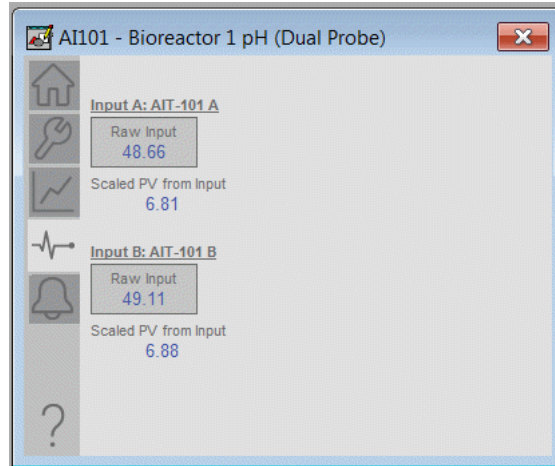 AI101 - Bioreactor 1 pH (Dual Probe)
Input A: AIT-101 A
Raw Input
48.66
Scaled PV from Input
6.81
Input B: AIT-101 B
Raw Input
49.11
Scaled PV from Input
6.88
?